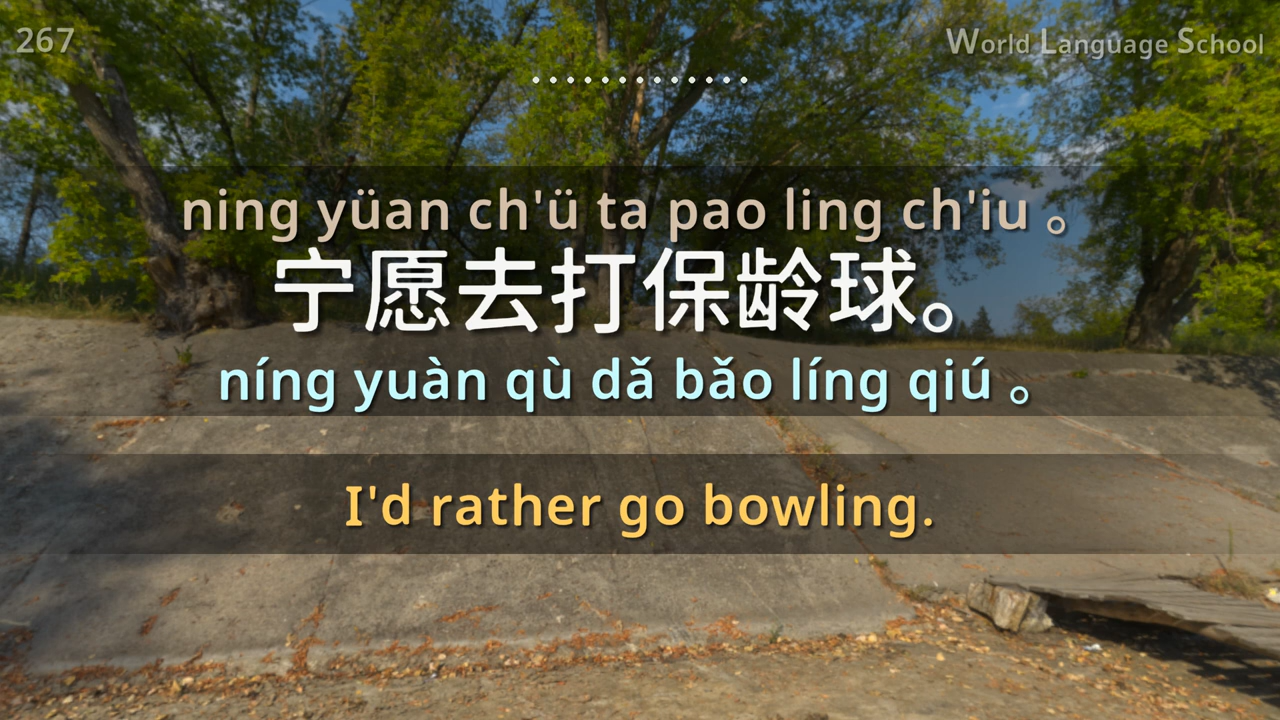 267
World Language School
ning yüan ch'ü ta pao ling ch'iu 。
宁愿去打保龄球。
níng yuàn qù dǎ bǎo líng qiú 。
I'd rather go bowling.